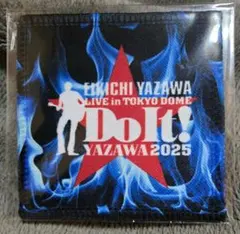 EIKICHI YAZAWA
LIVE in TOKYO DOME
Do It!
YAZAWA 2025